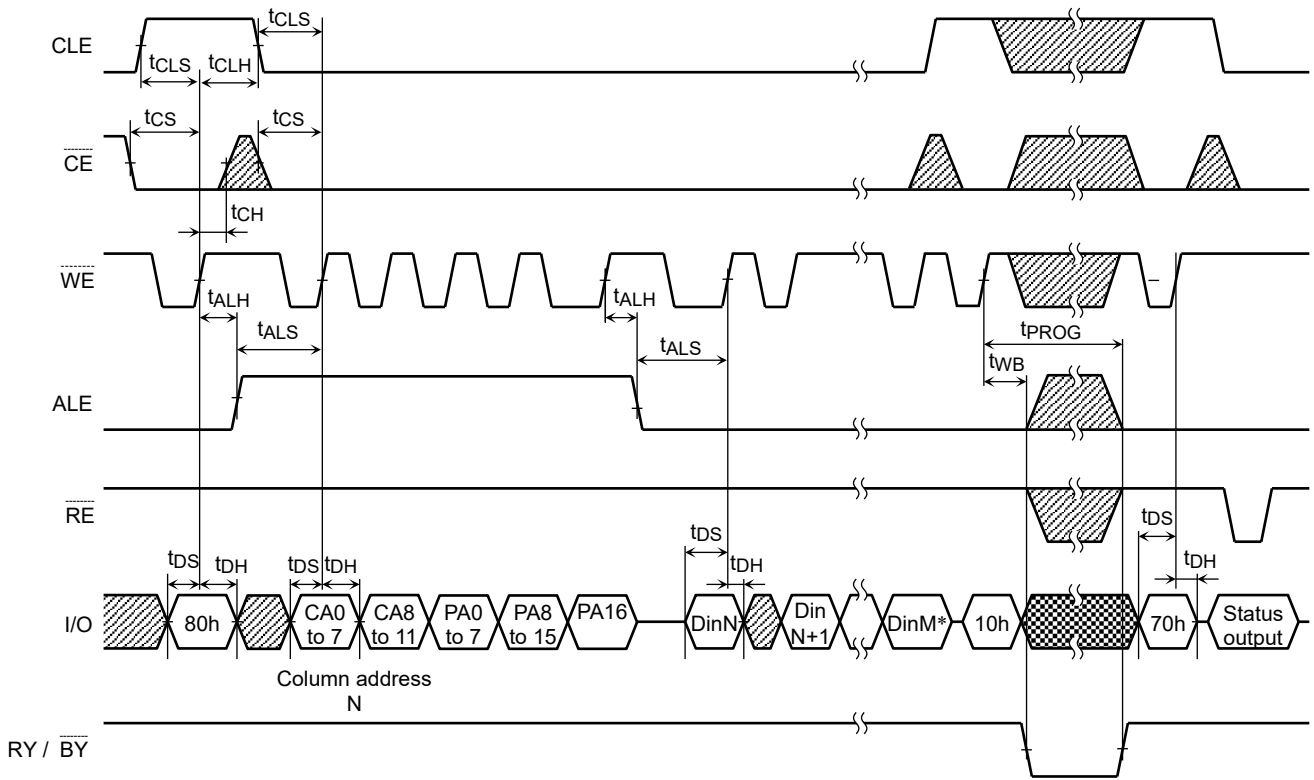 tCLS
CLE
tCLS tCLH
tCS tCS
CE
tCH
WE
tALH tALH
tALS tALS tPROG
tWB
ALE
RE
tDS tDH tDS tDH tDS tDH tDS tDH
I/O 80h CA0 to 7 CA8 to 11 PA0 to 7 PA8 to 15 PA16 DinN Din N+1 DinM* 10h 70h Status output
Column address
N
RY / BY